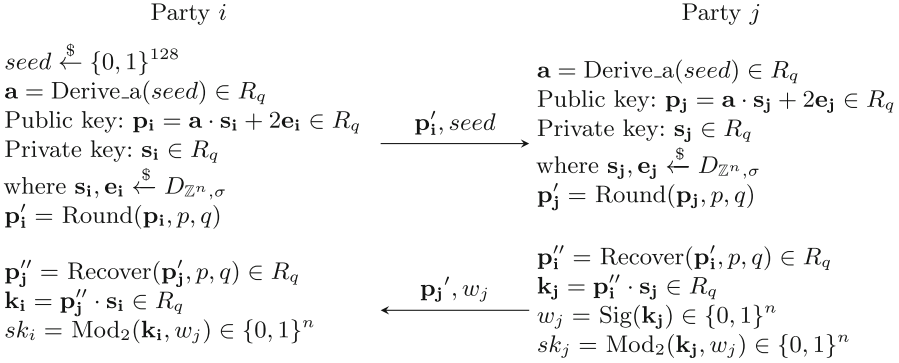 Party i
seed $← {0, 1}^128
a = Derive_a(seed) ∈ R_q
Public key: p_i = a · s_i + 2e_i ∈ R_q
Private key: s_i ∈ R_q
where s_i, e_i $← D_{ℤ^n,σ}
p′_i = Round(p_i, p, q)
p′_i, seed
Party j
a = Derive_a(seed) ∈ R_q
Public key: p_j = a · s_j + 2e_j ∈ R_q
Private key: s_j ∈ R_q
where s_j, e_j $← D_{ℤ^n,σ}
p′_j = Round(p_j, p, q)
p″_j = Recover(p′_j, p, q) ∈ R_q
k_i = p″_j · s_i ∈ R_q
sk_i = Mod_2(k_i, w_j) ∈ {0, 1}^n
p_j′, w_j
p″_i = Recover(p′_i, p, q) ∈ R_q
k_j = p″_i · s_j ∈ R_q
w_j = Sig(k_j) ∈ {0, 1}^n
sk_j = Mod_2(k_j, w_j) ∈ {0, 1}^n